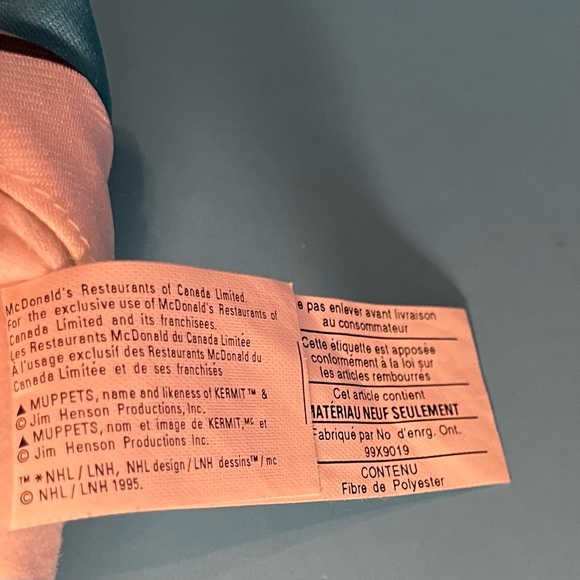 McDonald's Restaurants of Canada Limited.
For the exclusive use of McDonald's Restaurants of
Canada Limited and its franchisees.
Les Restaurants McDonald du Canada Limitée
À l'usage exclusif des Restaurants McDonald du
Canada Limitée et de ses franchisés
▲ MUPPETS, name and likeness of KERMIT™ &
© Jim Henson Productions, Inc.
▲ MUPPETS, nom et image de KERMIT,ᴹᶜ et
© Jim Henson Productions Inc.
™ *NHL / LNH, NHL design / LNH dessins™/mc
© NHL / LNH 1995.
e pas enlever avant livraison
au consommateur
Cette étiquette est apposée
conformément à la loi sur
les articles rembourrés
Cet article contient
MATÉRIAU NEUF SEULEMENT
Fabriqué par No d'enrg. Ont.
99X9019
CONTENU
Fibre de Polyester